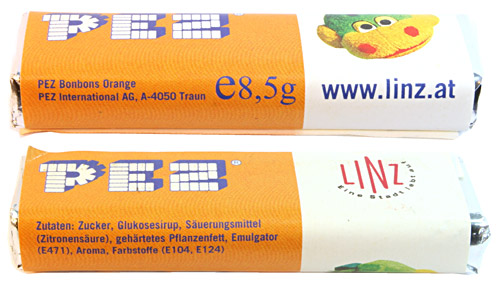 PEZ
PEZ Bonbons Orange
PEZ International AG, A-4050 Traun
e8,5g
www.linz.at
PEZ®
LINZ
Eine Stadt lebt auf
Zutaten: Zucker, Glukosesirup, Säuerungsmittel
(Zitronensäure), gehärtetes Pflanzenfett, Emulgator
(E471), Aroma, Farbstoffe (E104, E124)